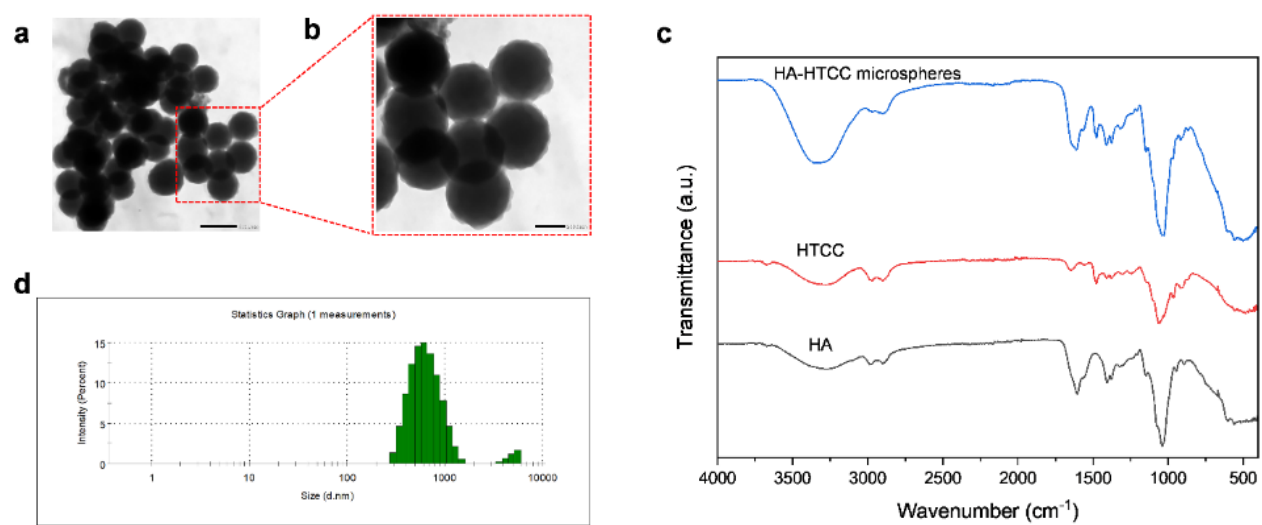 a
b
c
HA-HTCC microspheres
HTCC
HA
Transmittance (a.u.)
4000 3500 3000 2500 2000 1500 1000 500
Wavenumber (cm⁻¹)
d
Statistics Graph (1 measurements)
Intensity (Percent)
15
10
5
0
1 10 100 1000 10000
Size (d.nm)